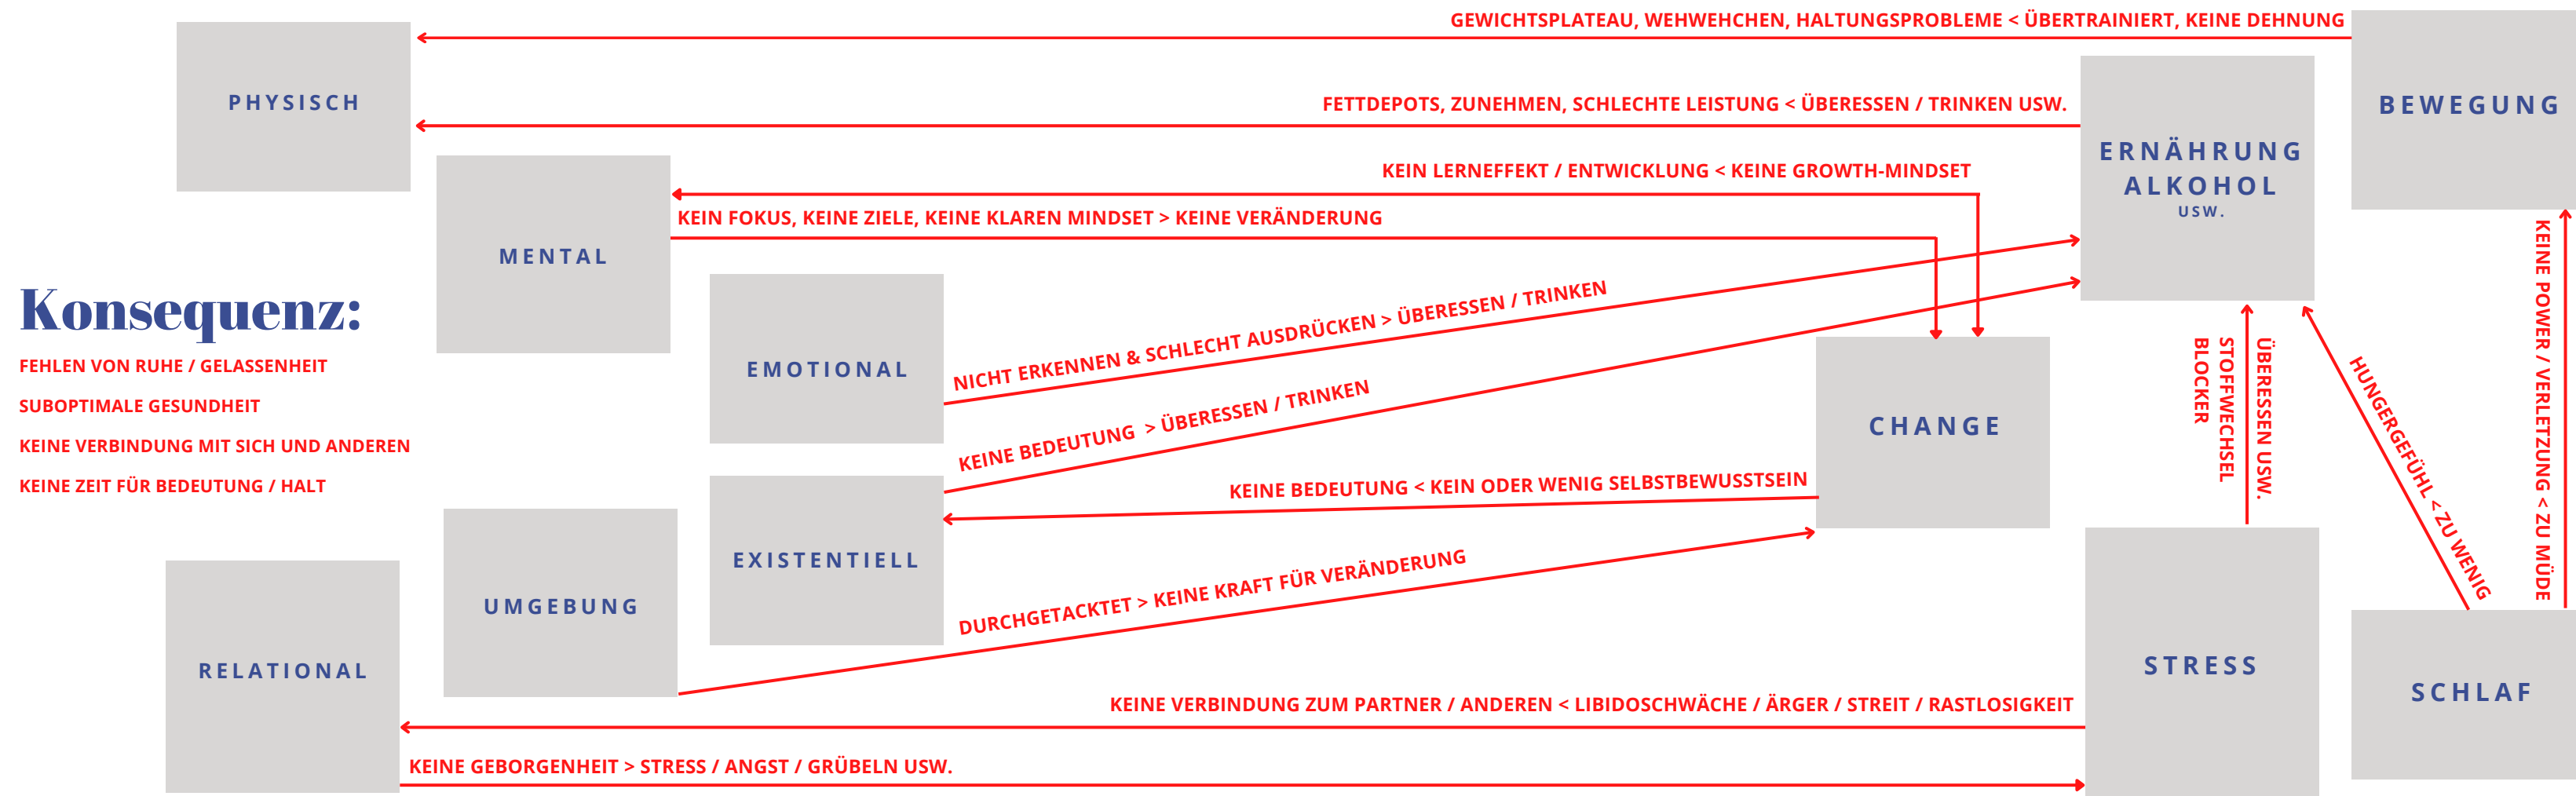 GEWICHTSPLATEAU, WEHWEHCHEN, HALTUNGSPROBLEME < ÜBERTRAINIERT, KEINE DEHNUNG
PHYSISCH
BEWEGUNG
FETTDEPOTS, ZUNEHMEN, SCHLECHTE LEISTUNG < ÜBERESSEN / TRINKEN USW.
ERNÄHRUNG
ALKOHOL
USW.
KEIN LERNEFFEKT / ENTWICKLUNG < KEINE GROWTH-MINDSET
KEIN FOKUS, KEINE ZIELE, KEINE KLAREN MINDSET > KEINE VERÄNDERUNG
MENTAL
Konsequenz:
FEHLEN VON RUHE / GELASSENHEIT
SUBOPTIMALE GESUNDHEIT
KEINE VERBINDUNG MIT SICH UND ANDEREN
KEINE ZEIT FÜR BEDEUTUNG / HALT
EMOTIONAL
NICHT ERKENNEN & SCHLECHT AUSDRÜCKEN > ÜBERESSEN / TRINKEN
KEINE BEDEUTUNG > ÜBERESSEN / TRINKEN
CHANGE
KEINE BEDEUTUNG < KEIN ODER WENIG SELBSTBEWUSSTSEIN
EXISTENTIELL
UMGEBUNG
DURCHGETACKTET > KEINE KRAFT FÜR VERÄNDERUNG
ÜBERESSEN USW.
STOFFWECHSEL
BLOCKER
HUNGERGEFÜHL < ZU WENIG
KEINE POWER / VERLETZUNG < ZU MÜDE
RELATIONAL
STRESS
SCHLAF
KEINE VERBINDUNG ZUM PARTNER / ANDEREN < LIBIDOSCHWÄCHE / ÄRGER / STREIT / RASTLOSIGKEIT
KEINE GEBORGENHEIT > STRESS / ANGST / GRÜBELN USW.